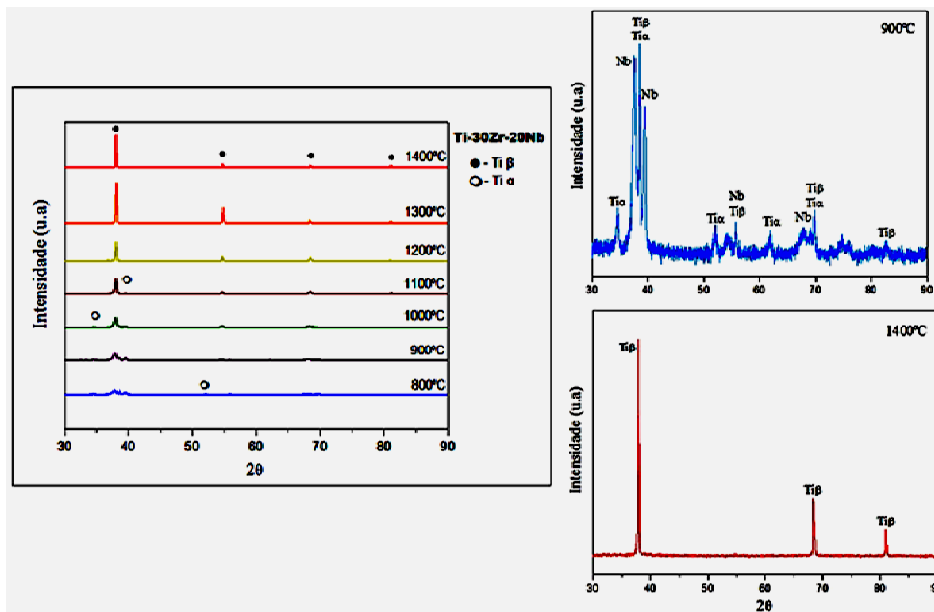 Intensidade (u.a)
Ti-30Zr-20Nb
1400ºC
● - Ti β
○ - Ti α
1300ºC
1200ºC
1100ºC
1000ºC
900ºC
800ºC
30 40 50 60 70 80 90
2θ
900ºC
Intensidade (u.a)
Tiβ
Tiα
Nb
Nb
Tiα
Tiα
Nb
Tiβ
Tiα
Nb
Tiβ
Tiα
Tiβ
30 40 50 60 70 80 90
1400ºC
Intensidade (u.a)
Tiβ
Tiβ
Tiβ
30 40 50 60 70 80
2θ